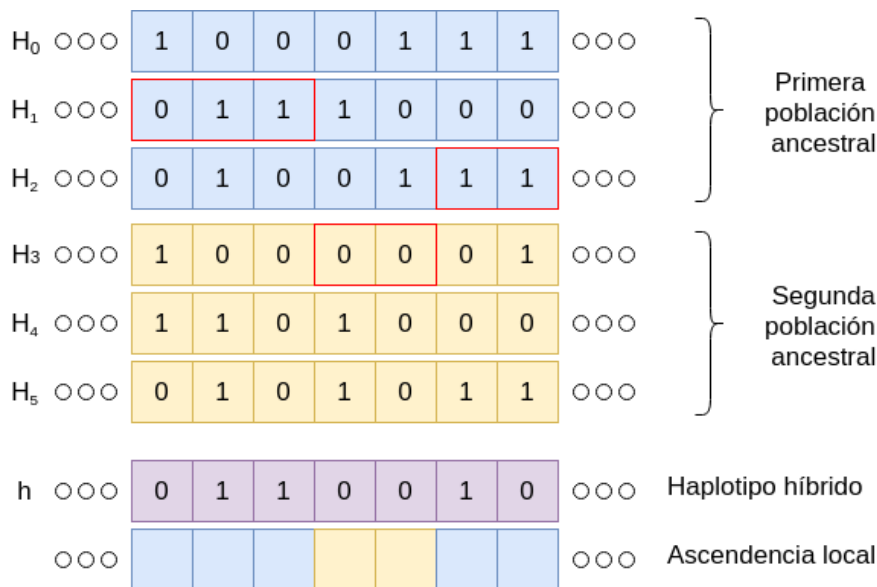 H₀ ○○○ 1 0 0 0 1 1 1 ○○○
H₁ ○○○ 0 1 1 1 0 0 0 ○○○
H₂ ○○○ 0 1 0 0 1 1 1 ○○○
Primera
población
ancestral
H3 ○○○ 1 0 0 0 0 0 1 ○○○
H₄ ○○○ 1 1 0 1 0 0 0 ○○○
H₅ ○○○ 0 1 0 1 0 1 1 ○○○
Segunda
población
ancestral
h ○○○ 0 1 1 0 0 1 0 ○○○ Haplotipo híbrido
○○○ ○○○ Ascendencia local